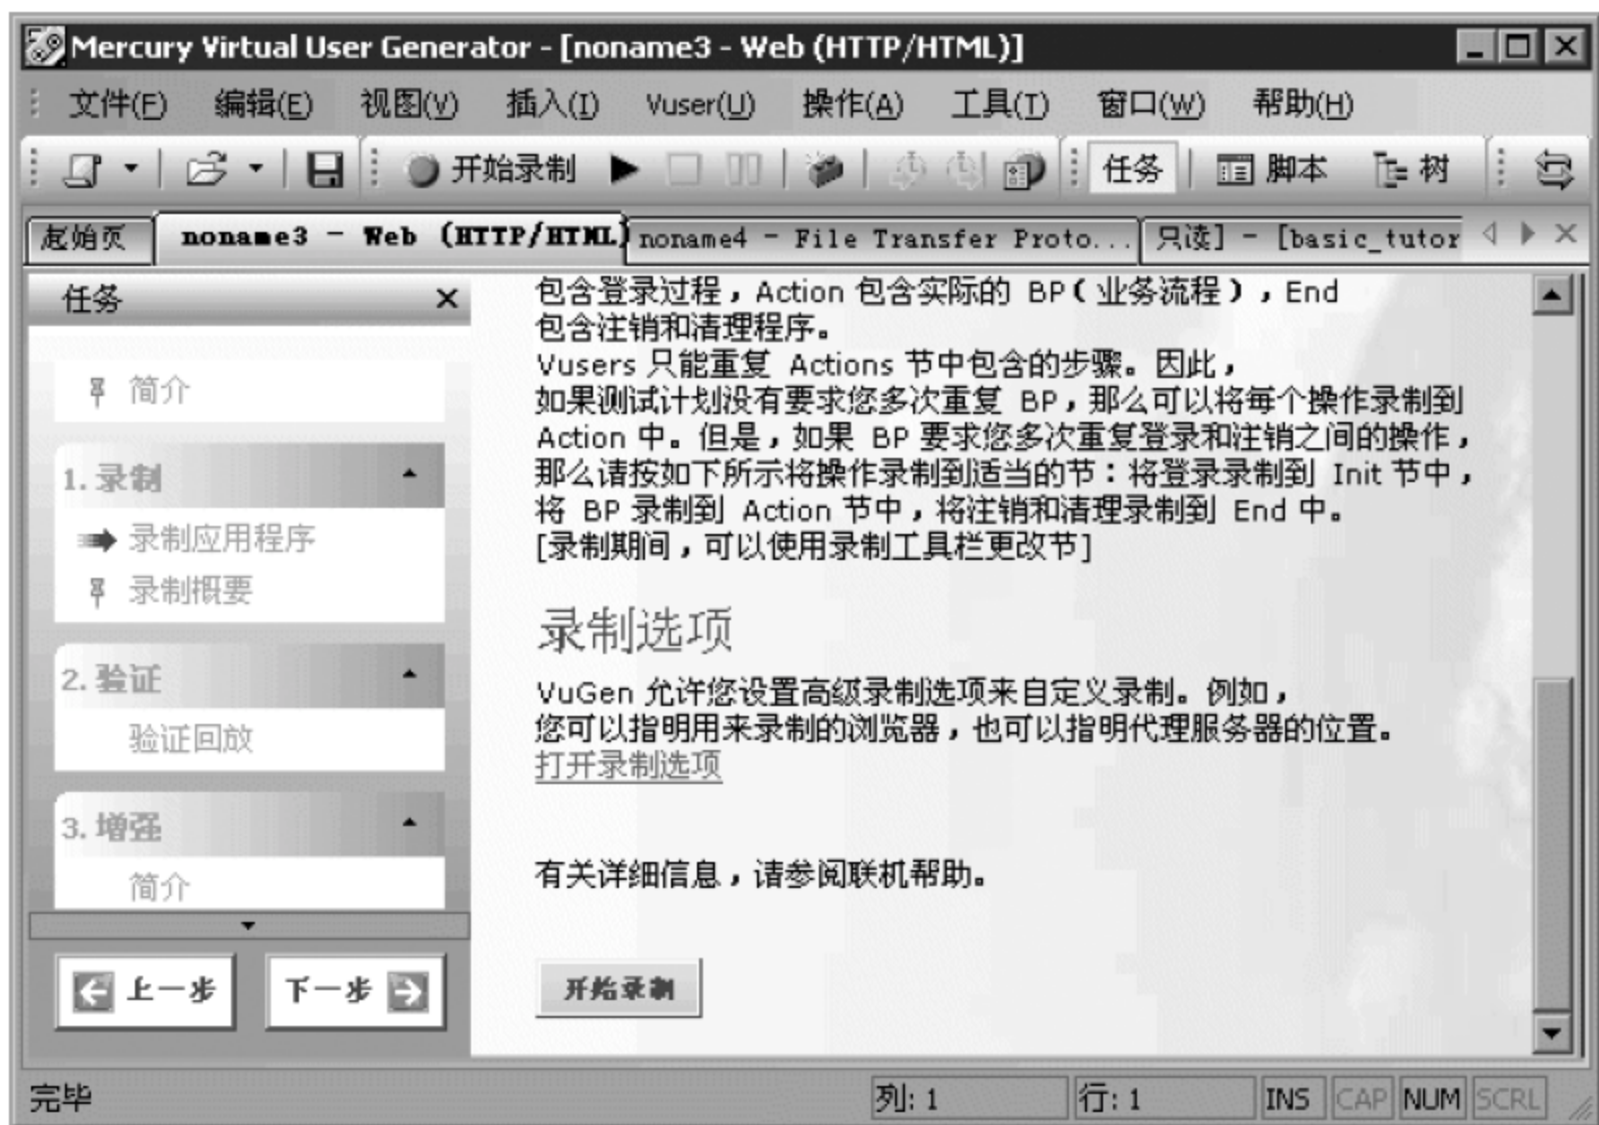 Mercury Virtual User Generator - [noname3 - Web (HTTP/HTML)]
文件(F) 编辑(E) 视图(V) 插入(I) Vuser(U) 操作(A) 工具(T) 窗口(W) 帮助(H)
开始录制 任务 脚本 树
起始页 noname3 - Web (HTTP/HTML) noname4 - File Transfer Proto... 只读] - [basic_tutor
任务
简介
1. 录制
录制应用程序
录制概要
2. 验证
验证回放
3. 增强
简介
上一步 下一步
包含登录过程，Action 包含实际的 BP（业务流程），End
包含注销和清理程序。
Vusers 只能重复 Actions 节中包含的步骤。因此，
如果测试计划没有要求您多次重复 BP，那么可以将每个操作录制到
Action 中。但是，如果 BP 要求您多次重复登录和注销之间的操作，
那么请按如下所示将操作录制到适当的节：将登录录制到 Init 节中，
将 BP 录制到 Action 节中，将注销和清理录制到 End 中。
[录制期间，可以使用录制工具栏更改节]
录制选项
VuGen 允许您设置高级录制选项来自定义录制。例如，
您可以指明用来录制的浏览器，也可以指明代理服务器的位置。
打开录制选项
有关详细信息，请参阅联机帮助。
开始录制
完毕 列: 1 行: 1 INS CAP NUM SCRL